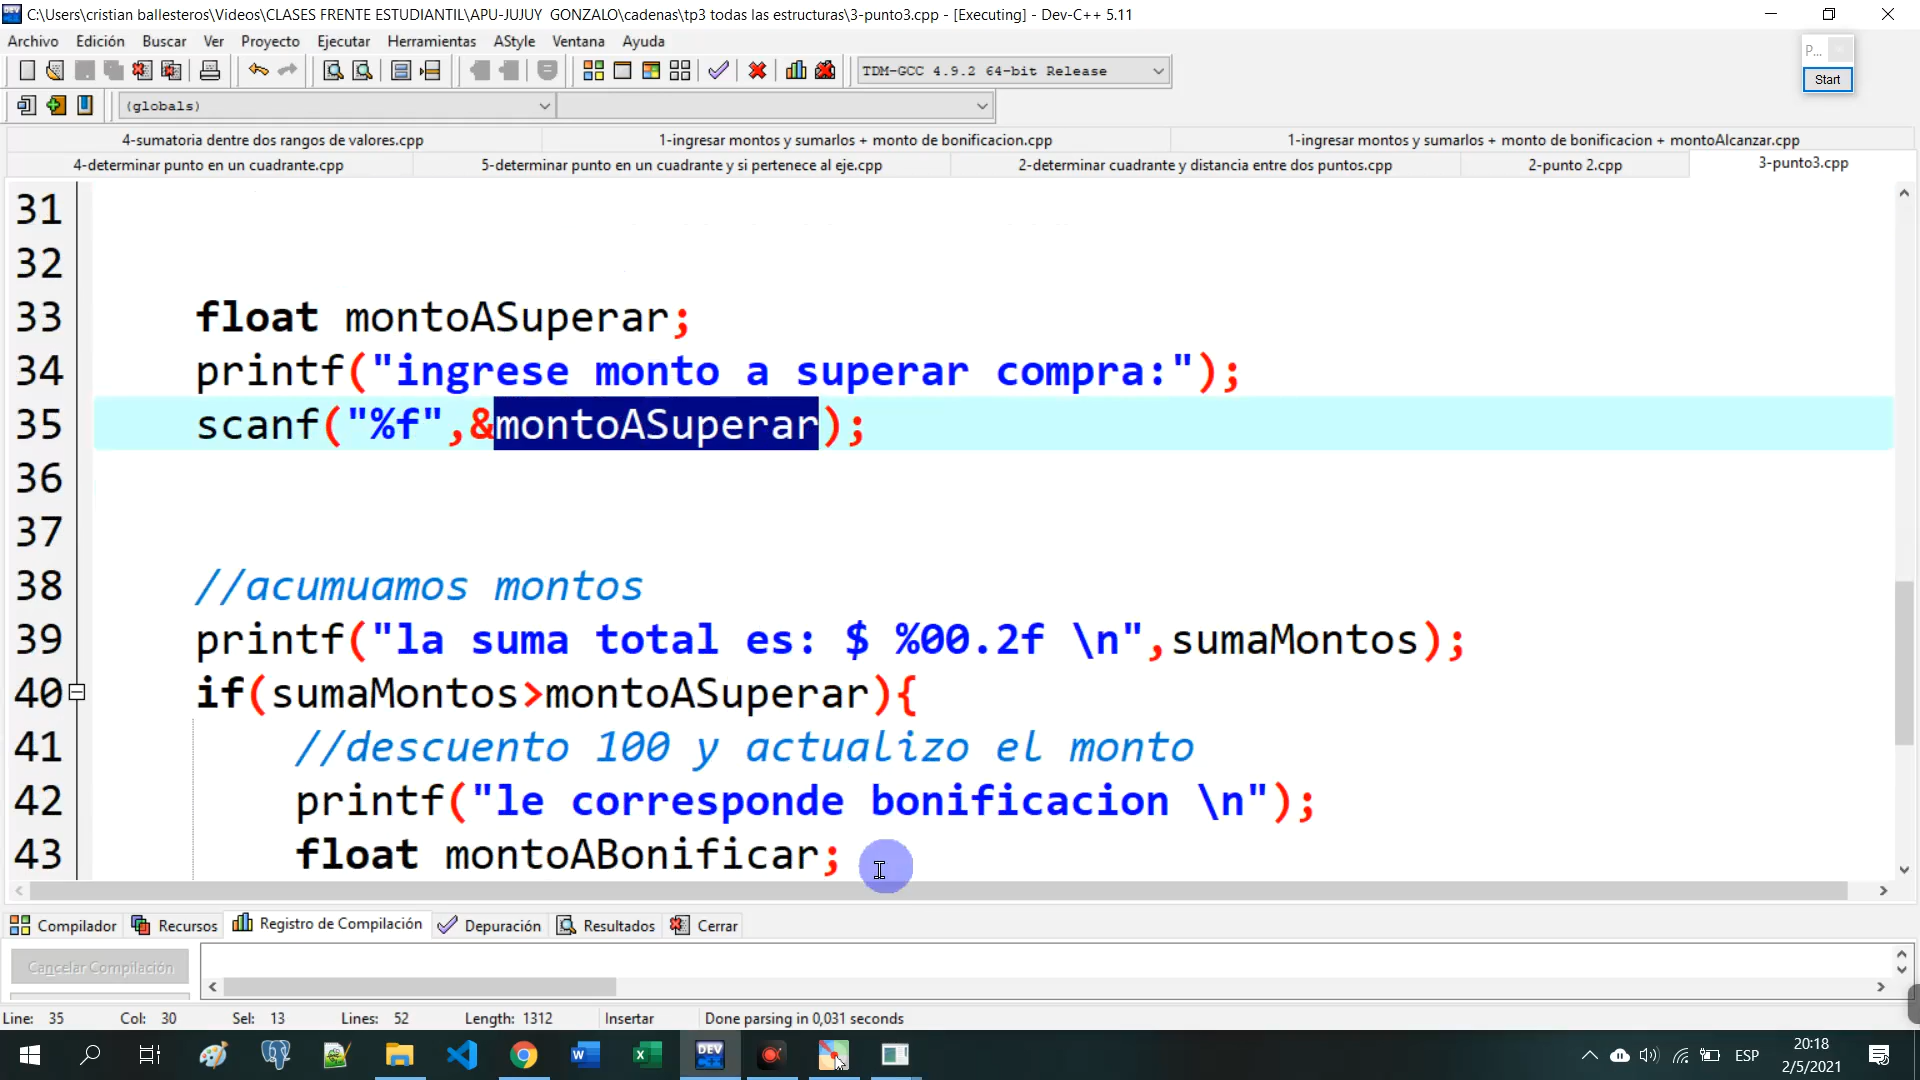 C:\Users\cristian ballesteros\Videos\CLASES FRENTE ESTUDIANTIL\APU-JUJUY  GONZALO\cadenas\tp3 todas las estructuras\3-punto3.cpp - [Executing] - Dev-C++ 5.11
Archivo Edición Buscar Ver Proyecto Ejecutar Herramientas AStyle Ventana Ayuda
P...
TDM-GCC 4.9.2 64-bit Release
Start
(globals)
4-sumatoria dentre dos rangos de valores.cpp 1-ingresar montos y sumarlos + monto de bonificacion.cpp 1-ingresar montos y sumarlos + monto de bonificacion + montoAlcanzar.cpp
4-determinar punto en un cuadrante.cpp 5-determinar punto en un cuadrante y si pertenece al eje.cpp 2-determinar cuadrante y distancia entre dos puntos.cpp 2-punto 2.cpp 3-punto3.cpp
31
32
33 float montoASuperar;
34 printf("ingrese monto a superar compra:");
35 scanf("%f",&montoASuperar);
36
37
38 //acumuamos montos
39 printf("la suma total es: $ %00.2f \n",sumaMontos);
40 if(sumaMontos>montoASuperar){
41 //descuento 100 y actualizo el monto
42 printf("le corresponde bonificacion \n");
43 float montoABonificar;
Compilador Recursos Registro de Compilación Depuración Resultados Cerrar
Cancelar Compilación
Line: 35 Col: 30 Sel: 13 Lines: 52 Length: 1312 Insertar Done parsing in 0,031 seconds
DEV
ESP
20:18
2/5/2021